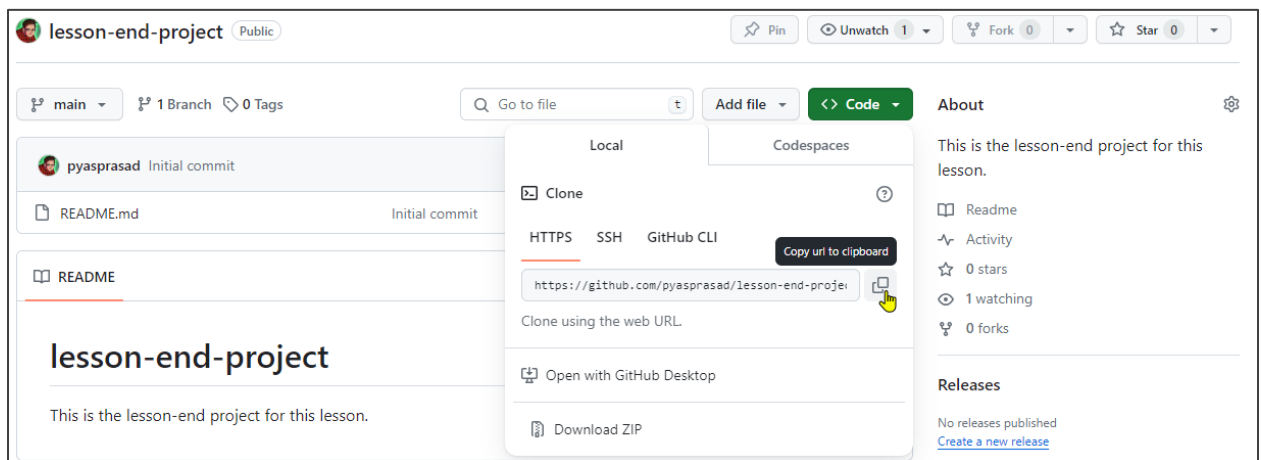 lesson-end-project Public
Pin
Unwatch 1
Fork 0
Star 0
main
1 Branch
0 Tags
Go to file t
Add file
<> Code
pyasprasad Initial commit
README.md Initial commit
README
lesson-end-project
This is the lesson-end project for this lesson.
Local
Codespaces
Clone
HTTPS
SSH
GitHub CLI
Copy url to clipboard
https://github.com/pyasprasad/lesson-end-proje
Clone using the web URL.
Open with GitHub Desktop
Download ZIP
About
This is the lesson-end project for this
lesson.
Readme
Activity
0 stars
1 watching
0 forks
Releases
No releases published
Create a new release